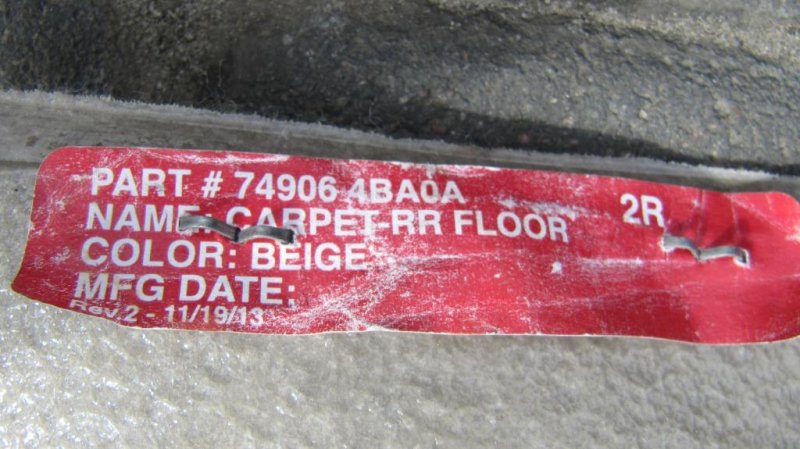 PART # 74906 4BA0A 2R
NAME: CARPET-RR FLOOR
COLOR: BEIGE
MFG DATE:
Rev 2 - 11/19/13